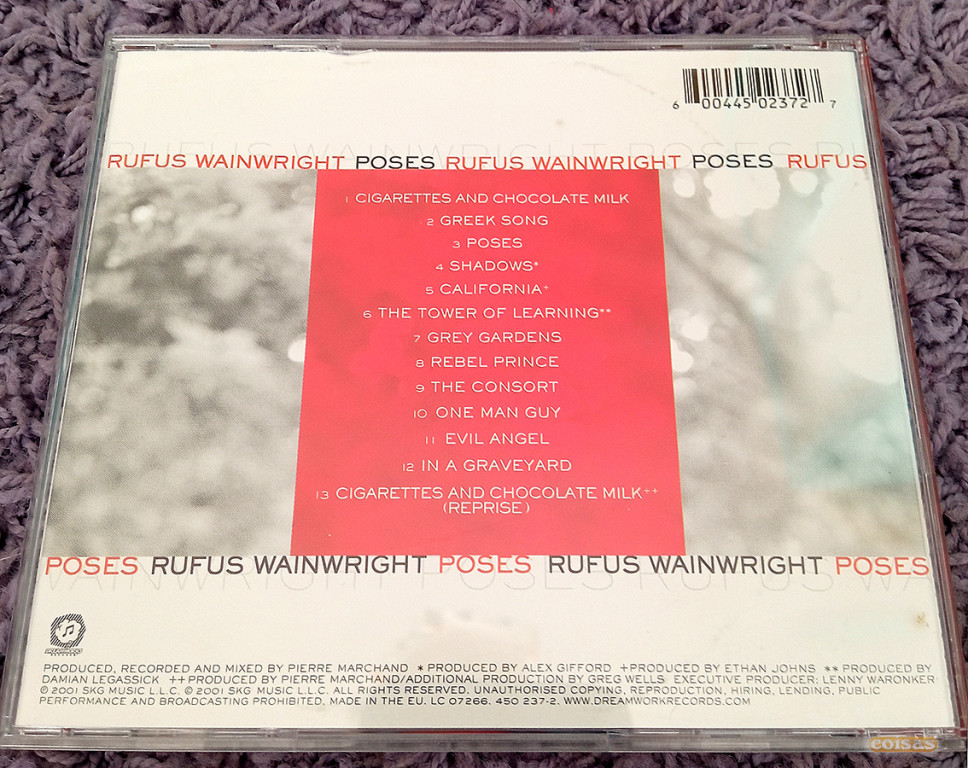 6 00445 02372 7
RUFUS WAINWRIGHT POSES RUFUS WAINWRIGHT POSES RUFUS
1 CIGARETTES AND CHOCOLATE MILK
2 GREEK SONG
3 POSES
4 SHADOWS*
5 CALIFORNIA+
6 THE TOWER OF LEARNING**
7 GREY GARDENS
8 REBEL PRINCE
9 THE CONSORT
10 ONE MAN GUY
11 EVIL ANGEL
12 IN A GRAVEYARD
13 CIGARETTES AND CHOCOLATE MILK++
(REPRISE)
POSES RUFUS WAINWRIGHT POSES RUFUS WAINWRIGHT POSES
WAINWRIGHT POSES RUFUS WA
DREAMWORKS
RECORDS
PRODUCED, RECORDED AND MIXED BY PIERRE MARCHAND *PRODUCED BY ALEX GIFFORD +PRODUCED BY ETHAN JOHNS **PRODUCED BY
DAMIAN LEGASSICK ++PRODUCED BY PIERRE MARCHAND/ADDITIONAL PRODUCTION BY GREG WELLS EXECUTIVE PRODUCER: LENNY WARONKER
© 2001 SKG MUSIC L.L.C. ℗ 2001 SKG MUSIC L.L.C. ALL RIGHTS RESERVED. UNAUTHORISED COPYING, REPRODUCTION, HIRING, LENDING, PUBLIC
PERFORMANCE AND BROADCASTING PROHIBITED. MADE IN THE EU. LC 07266. 450 237-2. WWW.DREAMWORKRECORDS.COM
coisas